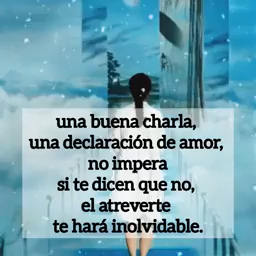 una buena charla,
una declaración de amor,
no impera
si te dicen que no,
el atreverte
te hará inolvidable.